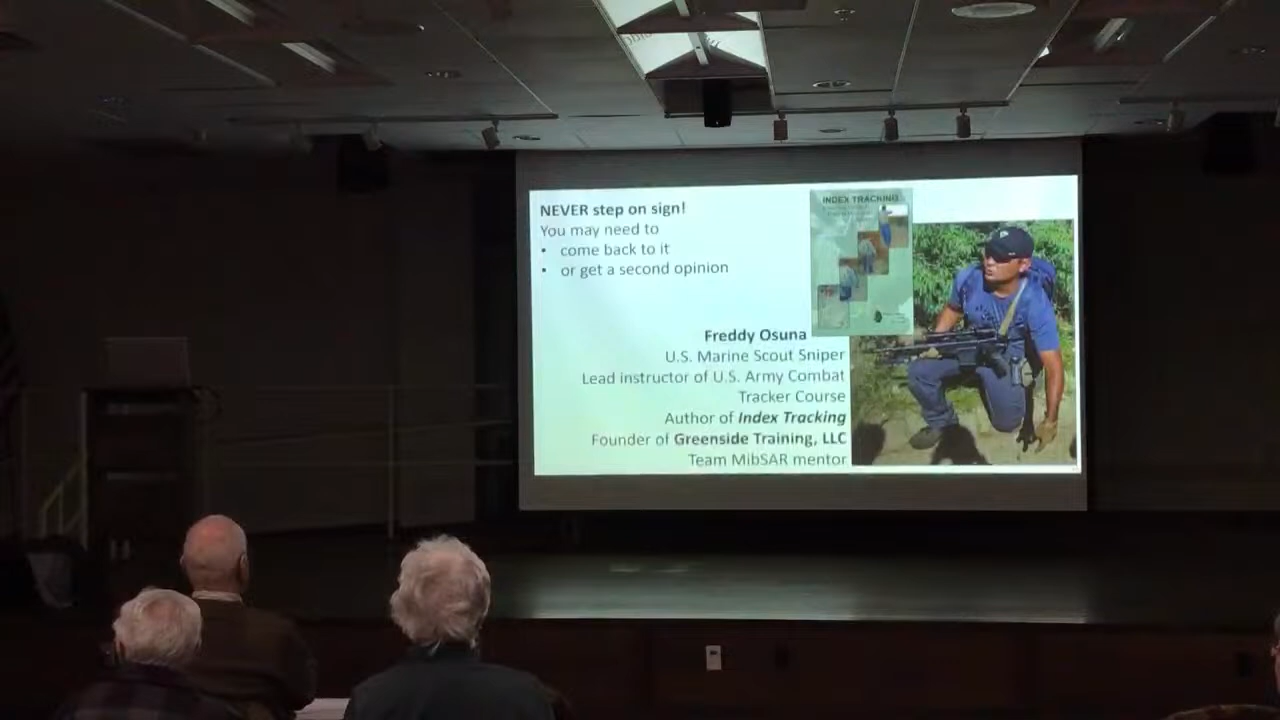 NEVER step on sign!
You may need to
• come back to it
• or get a second opinion
INDEX TRACKING
Freddy Osuna
U.S. Marine Scout Sniper
Lead instructor of U.S. Army Combat
Tracker Course
Author of Index Tracking
Founder of Greenside Training, LLC
Team MibSAR mentor